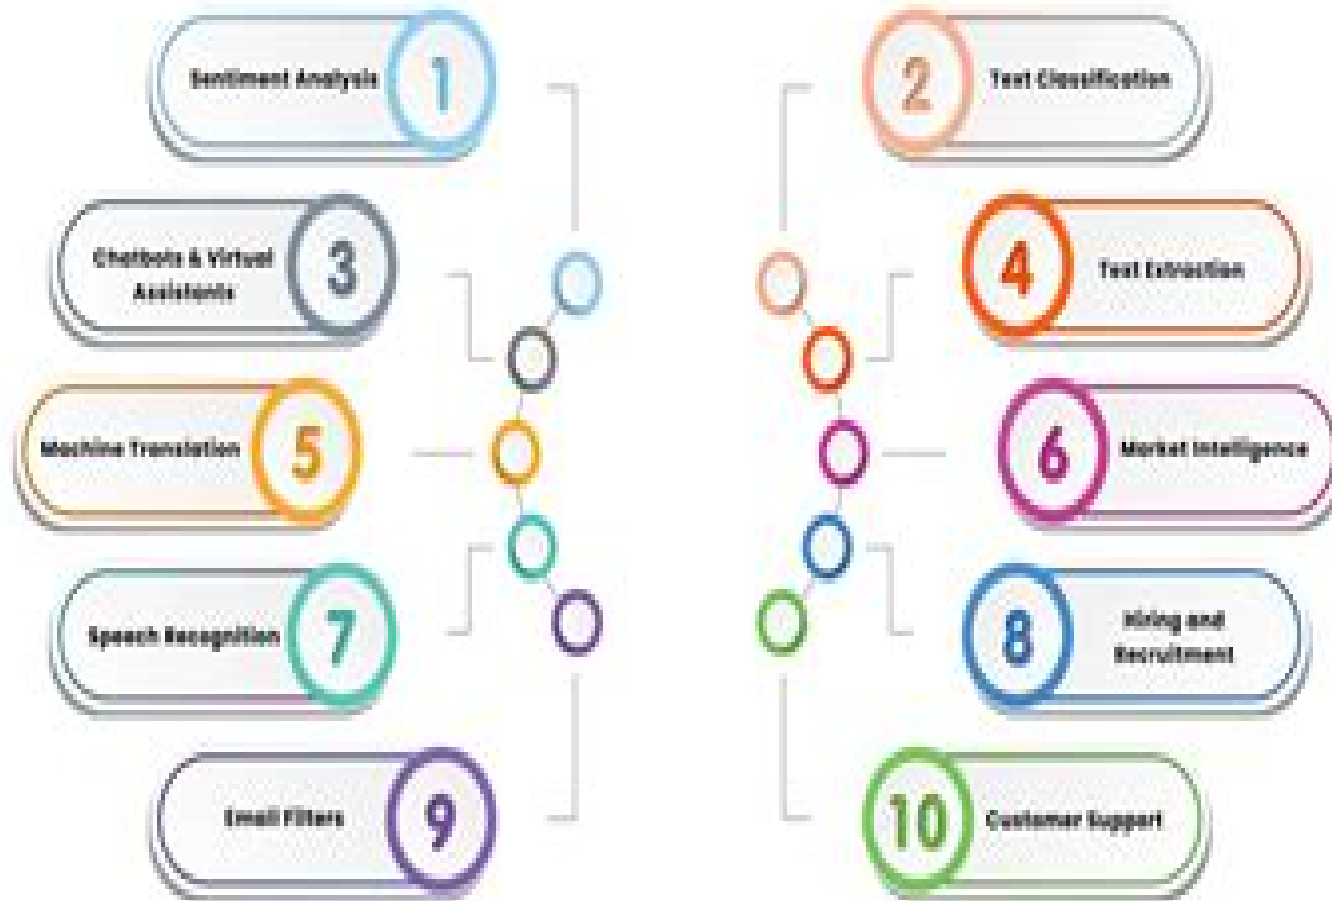 Sentiment Analysis
1
2
Text Classification
Chatbots & Virtual
Assistants
3
4
Text Extraction
Machine Translation
5
6
Market Intelligence
Speech Recognition
7
8
Hiring and
Recruitment
Email Filters
9
10
Customer Support